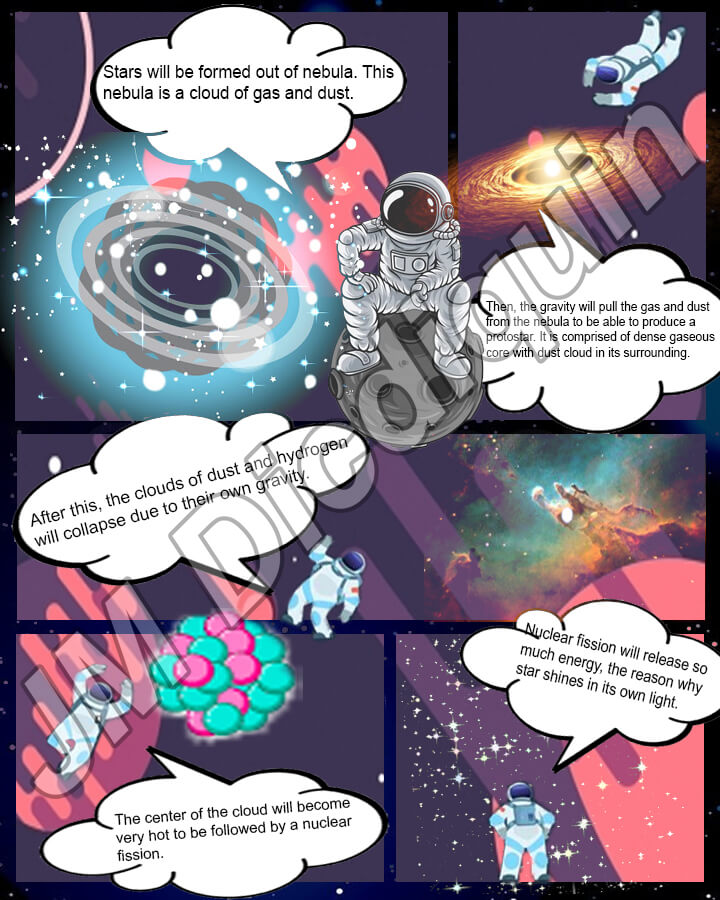 Stars will be formed out of nebula. This
nebula is a cloud of gas and dust.
Then, the gravity will pull the gas and dust
from the nebula to be able to produce a
protostar. It is comprised of dense gaseous
core with dust cloud in its surrounding.
After this, the clouds of dust and hydrogen
will collapse due to their own gravity.
The center of the cloud will become
very hot to be followed by a nuclear
fission.
Nuclear fission will release so
much energy, the reason why
star shines in its own light.